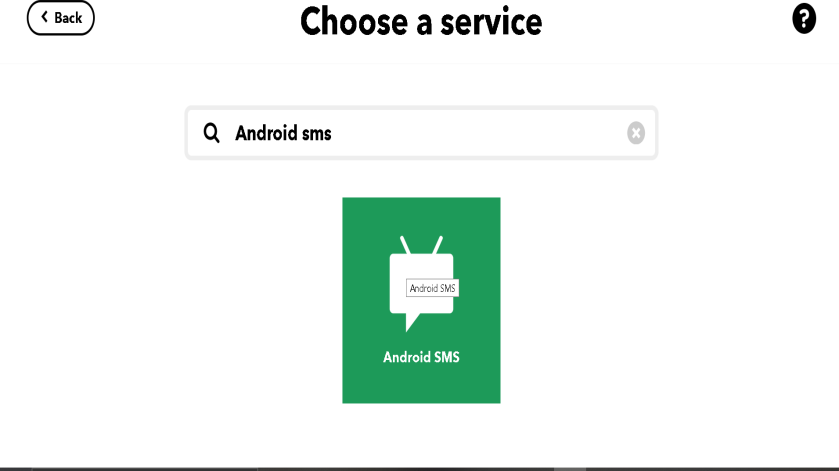 Back
Choose a service
?
Android sms
Android SMS
Android SMS